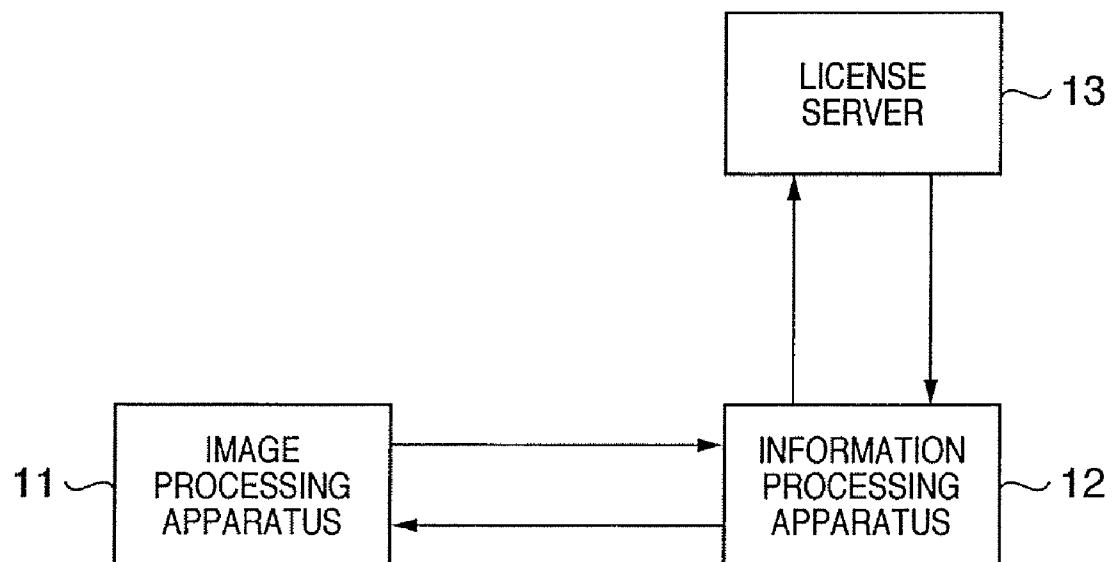 LICENSE
SERVER
13
IMAGE
PROCESSING
APPARATUS
11
INFORMATION
PROCESSING
APPARATUS
12